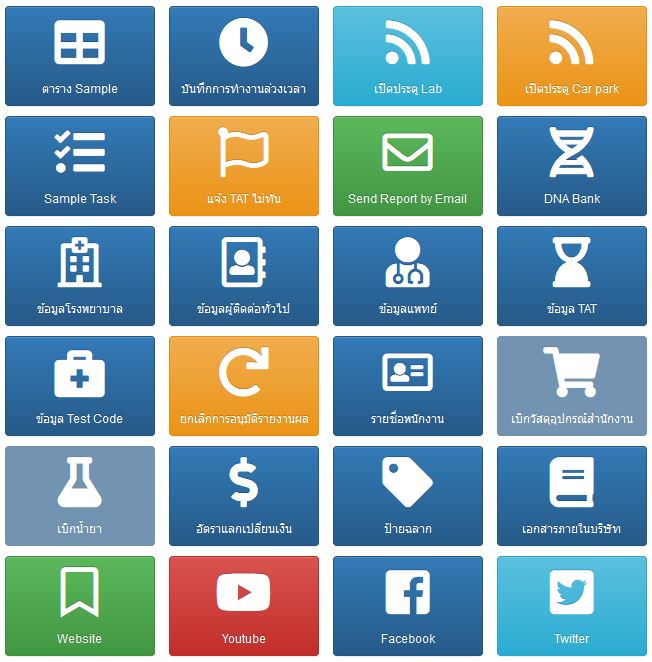 ตาราง Sample
บันทึกการทำงานล่วงเวลา
เปิดประตู Lab
เปิดประตู Car park
Sample Task
แจ้ง TAT ไม่ทัน
Send Report by Email
DNA Bank
ข้อมูลโรงพยาบาล
ข้อมูลผู้ติดต่อทั่วไป
ข้อมูลแพทย์
ข้อมูล TAT
ข้อมูล Test Code
ยกเลิกการอนุมัติรายงานผล
รายชื่อพนักงาน
เบิกวัสดุอุปกรณ์สำนักงาน
เบิกน้ำยา
อัตราแลกเปลี่ยนเงิน
ป้ายฉลาก
เอกสารภายในบริษัท
Website
Youtube
Facebook
Twitter